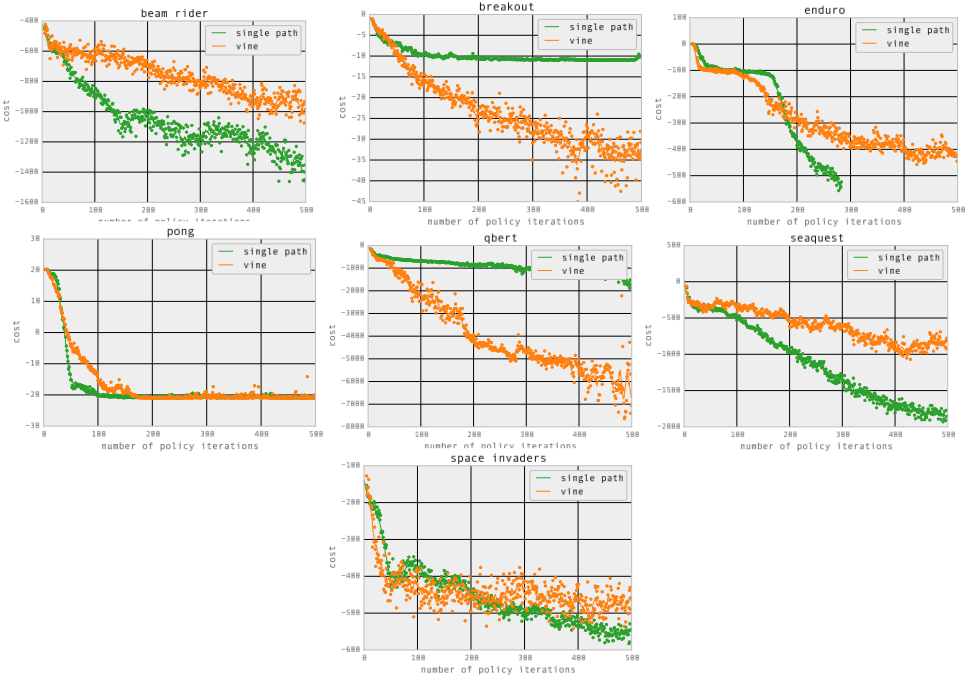 beam rider
single path
vine
cost
-400
-600
-800
-1000
-1200
-1400
-1600
0 100 200 300 400 500
number of policy iterations
breakout
single path
vine
cost
0
-5
-10
-15
-20
-25
-30
-35
-40
-45
0 100 200 300 400 500
number of policy iterations
enduro
single path
vine
cost
100
0
-100
-200
-300
-400
-500
-600
0 100 200 300 400 500
number of policy iterations
pong
single path
vine
cost
30
20
10
0
-10
-20
-30
0 100 200 300 400 500
number of policy iterations
qbert
single path
vine
cost
0
-1000
-2000
-3000
-4000
-5000
-6000
-7000
-8000
0 100 200 300 400 500
number of policy iterations
seaquest
single path
vine
cost
500
0
-500
-1000
-1500
-2000
0 100 200 300 400 500
number of policy iterations
space invaders
single path
vine
cost
-100
-200
-300
-400
-500
-600
0 100 200 300 400 500
number of policy iterations